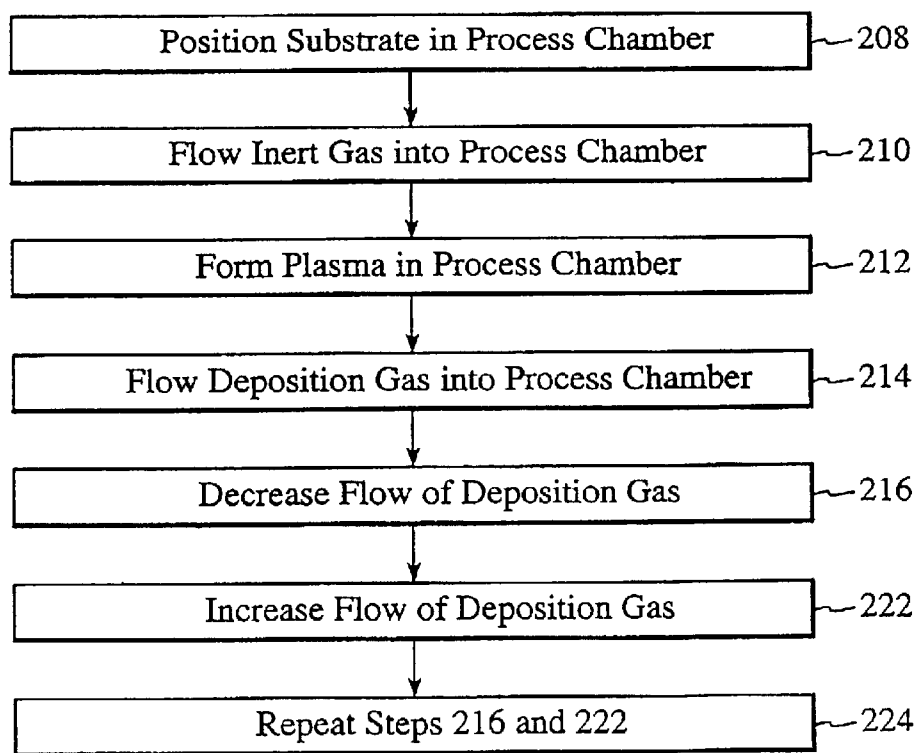 Position Substrate in Process Chamber 208
Flow Inert Gas into Process Chamber 210
Form Plasma in Process Chamber 212
Flow Deposition Gas into Process Chamber 214
Decrease Flow of Deposition Gas 216
Increase Flow of Deposition Gas 222
Repeat Steps 216 and 222 224